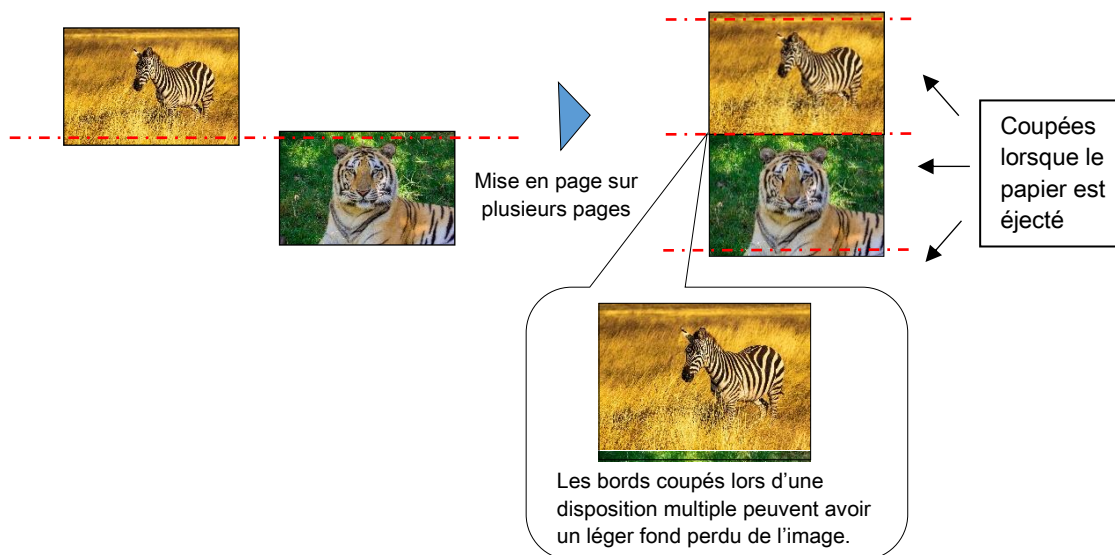 Mise en page sur
plusieurs pages
Coupées
lorsque le
papier est
éjecté
Les bords coupés lors d’une
disposition multiple peuvent avoir
un léger fond perdu de l’image.